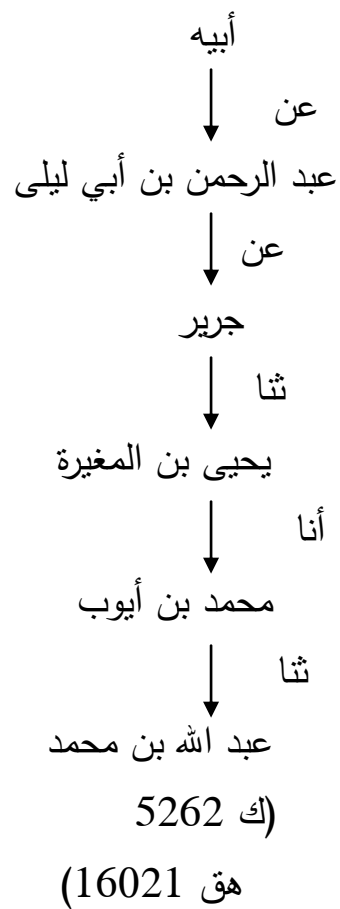 أبيه
عن
عبد الرحمن بن أبي ليلى
عن
جرير
ثنا
يحيى بن المغيرة
أنا
محمد بن أيوب
ثنا
عبد الله بن محمد
(ك 5262
هق 16021)